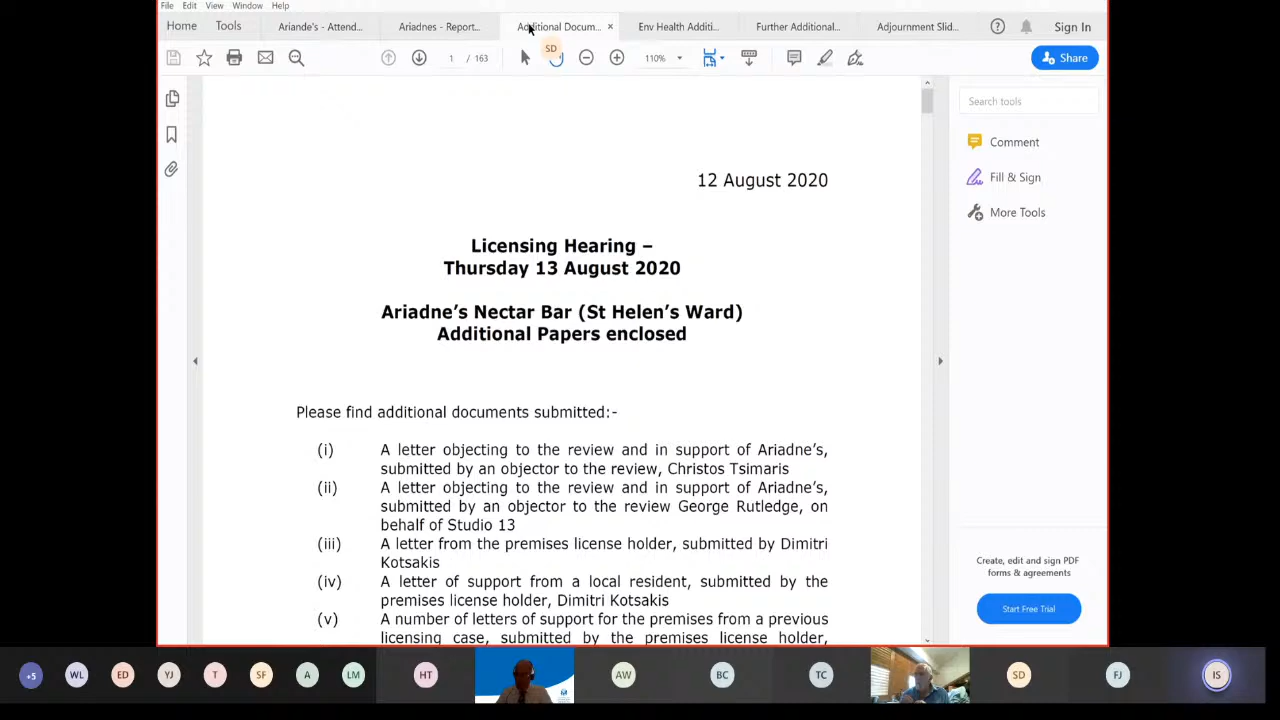 File Edit View Window Help
Home Tools Ariande's - Attend... Ariadnes - Report... Additional Docum... × Env Health Additi... Further Additional... Adjournment Slid... Sign In
SD
1 / 163 110% Share
Search tools
Comment
Fill & Sign
More Tools
12 August 2020
Licensing Hearing –
Thursday 13 August 2020
Ariadne's Nectar Bar (St Helen's Ward)
Additional Papers enclosed
Please find additional documents submitted:-
(i) A letter objecting to the review and in support of Ariadne's,
submitted by an objector to the review, Christos Tsimaris
(ii) A letter objecting to the review and in support of Ariadne's,
submitted by an objector to the review George Rutledge, on
behalf of Studio 13
(iii) A letter from the premises license holder, submitted by Dimitri
Kotsakis
(iv) A letter of support from a local resident, submitted by the
premises license holder, Dimitri Kotsakis
(v) A number of letters of support for the premises from a previous
licensing case, submitted by the premises license holder,
Create, edit and sign PDF
forms & agreements
Start Free Trial
+5 WL ED YJ T SF A LM HT AW BC TC SD FJ IS